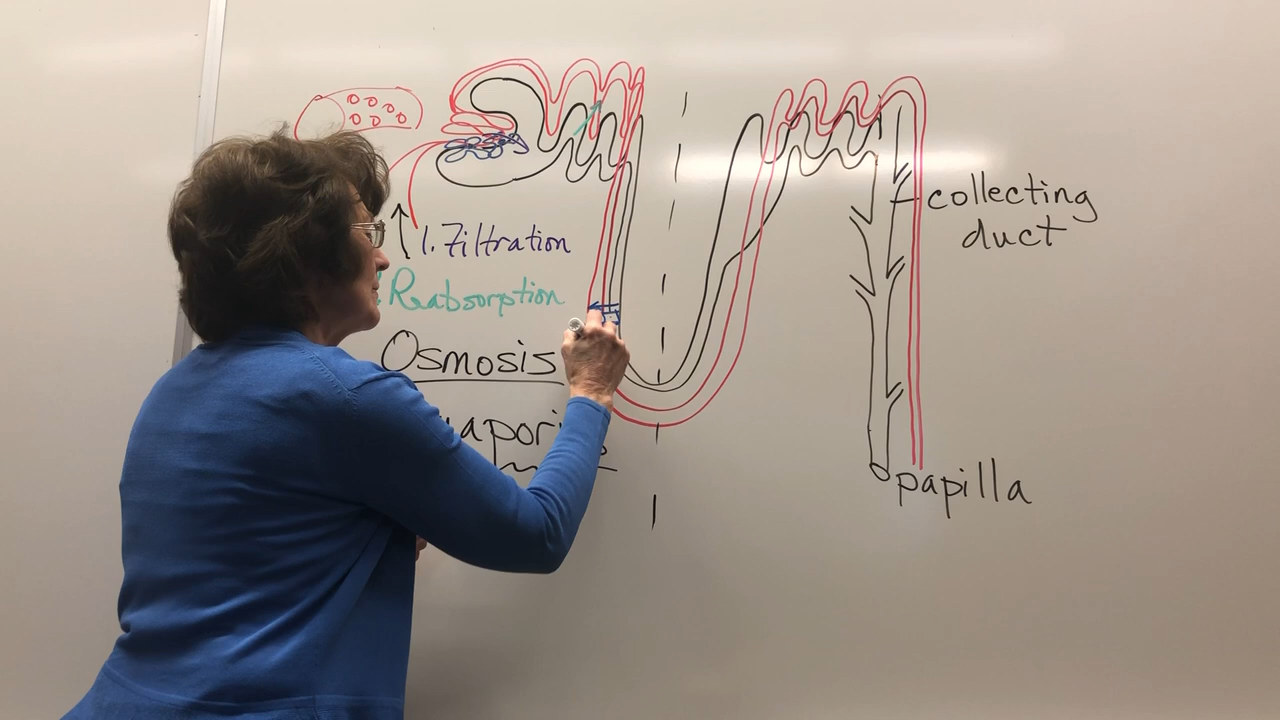 1. Filtration
Reabsorption
Osmosis
collecting
duct
papilla